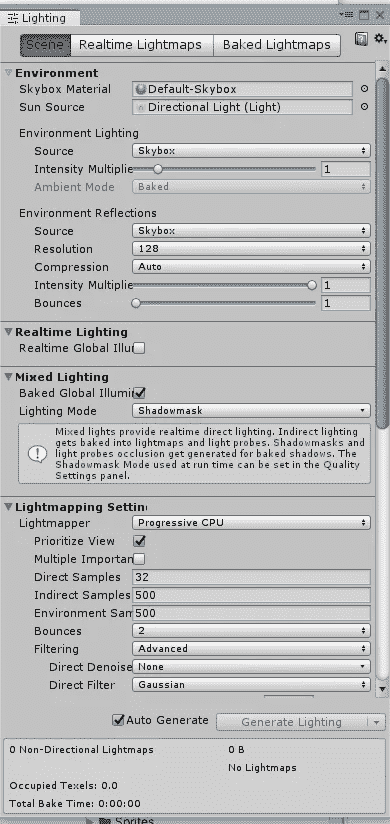 Lighting
Scene Realtime Lightmaps Baked Lightmaps
Environment
Skybox Material Default-Skybox
Sun Source Directional Light (Light)
Environment Lighting
Source Skybox
Intensity Multiplie 1
Ambient Mode Baked
Environment Reflections
Source Skybox
Resolution 128
Compression Auto
Intensity Multiplie 1
Bounces 1
Realtime Lighting
Realtime Global Illu
Mixed Lighting
Baked Global Illumin
Lighting Mode Shadowmask
Mixed lights provide realtime direct lighting. Indirect lighting
gets baked into lightmaps and light probes. Shadowmasks and
light probes occlusion get generated for baked shadows. The
Shadowmask Mode used at run time can be set in the Quality
Settings panel.
Lightmapping Settin
Lightmapper Progressive CPU
Prioritize View
Multiple Importan
Direct Samples 32
Indirect Samples 500
Environment Sam 500
Bounces 2
Filtering Advanced
Direct Denoise None
Direct Filter Gaussian
Auto Generate Generate Lighting
0 Non-Directional Lightmaps 0 B
No Lightmaps
Occupied Texels: 0.0
Total Bake Time: 0:00:00
Sprites